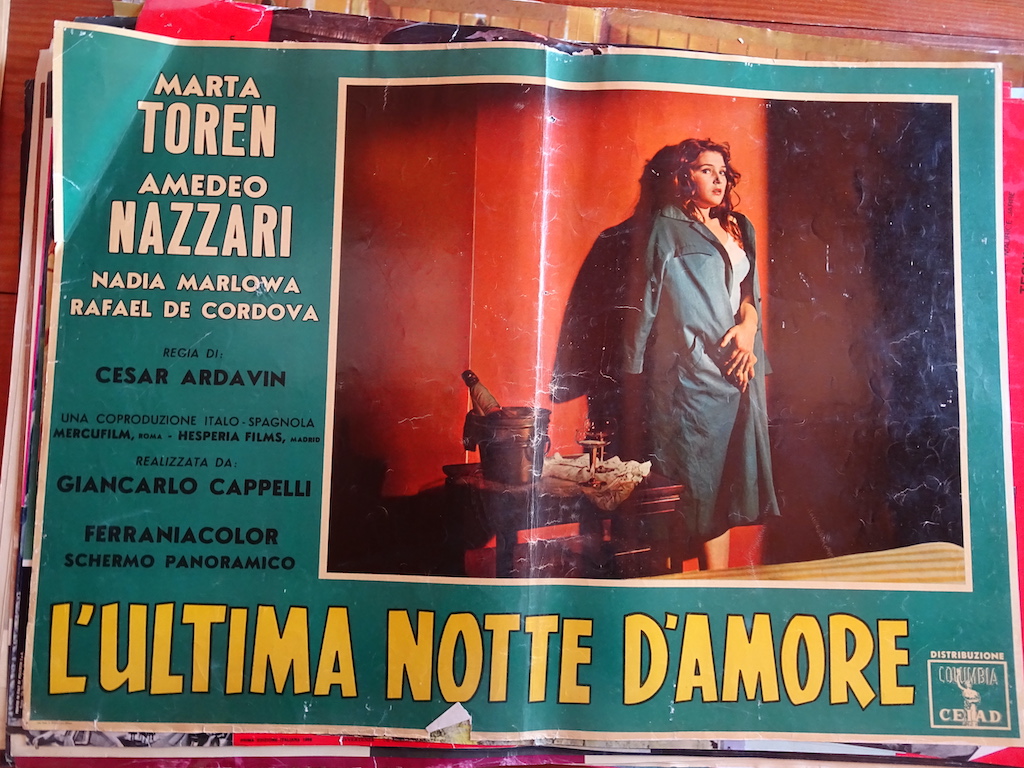 MARTA
TOREN
AMEDEO
NAZZARI
NADIA MARLOWA
RAFAEL DE CORDOVA
REGIA DI:
CESAR ARDAVIN
UNA COPRODUZIONE ITALO-SPAGNOLA
MERCUFILM, ROMA - HESPERIA FILMS, MADRID
REALIZZATA DA:
GIANCARLO CAPPELLI
FERRANIACOLOR
SCHERMO PANORAMICO
L'ULTIMA NOTTE D'AMORE
DISTRIBUZIONE
COLUMBIA
CEIAD